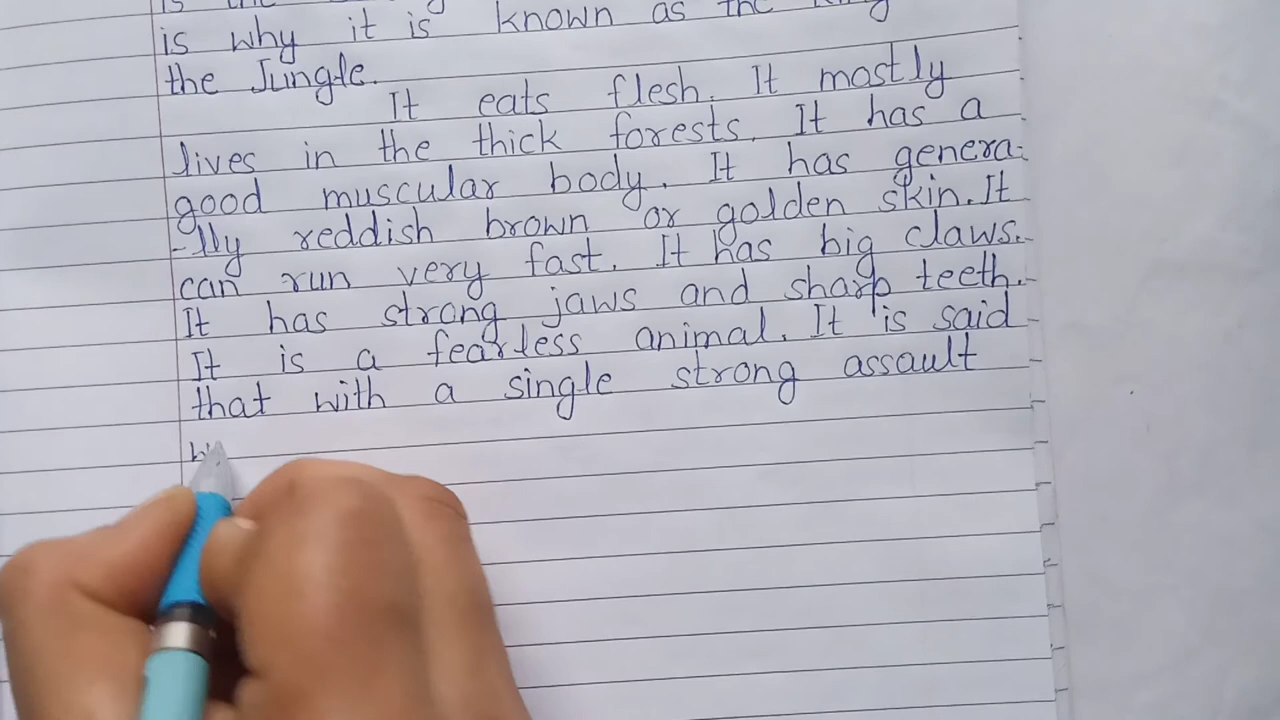 is the
is why it is known as the King
the Jungle.
It eats flesh. It mostly
lives in the thick forests. It has a
good muscular body. It has genera-
-lly reddish brown or golden skin. It
can run very fast. It has big claws.
It has strong jaws and sharp teeth.
It is a fearless animal. It is said
that with a single strong assault